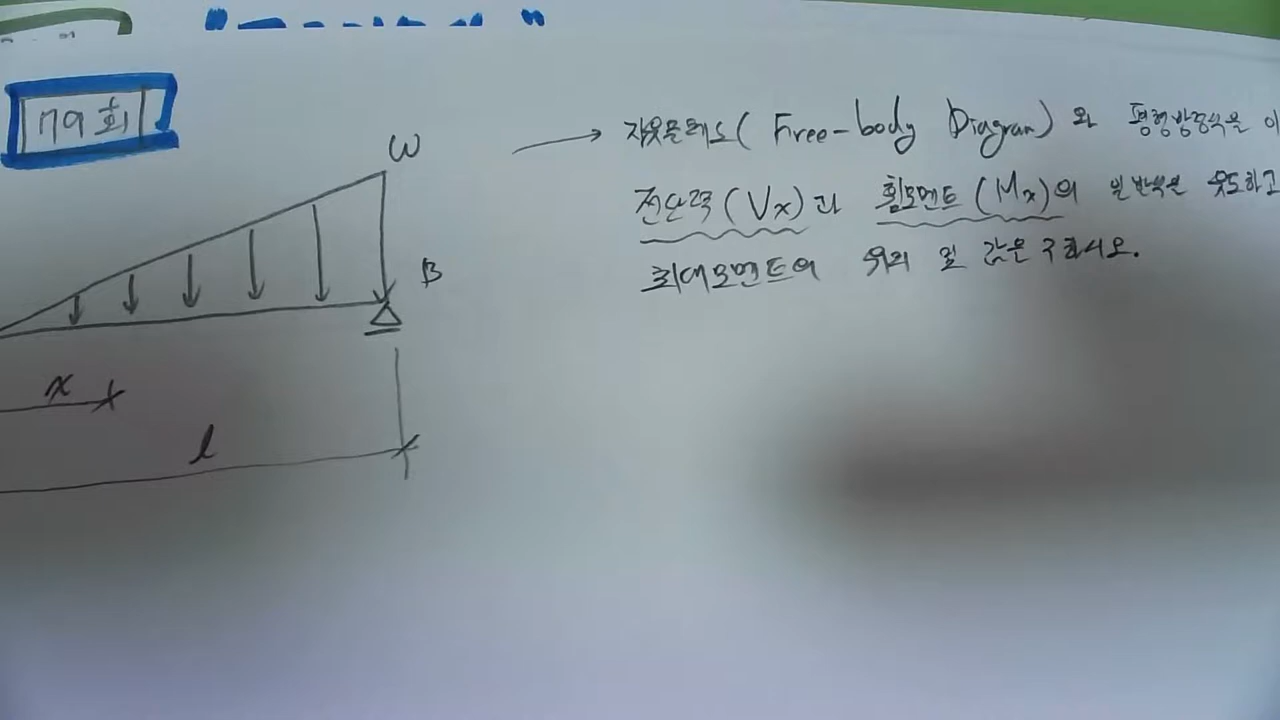 79회
W
B
x
l
자유물체도(Free-body Diagram)와 평형방정식을 이
전단력(Vx)과 휨모멘트(Mx)의 일반식을 유도하고
최대모멘트의 위치 및 값을 구하시오.